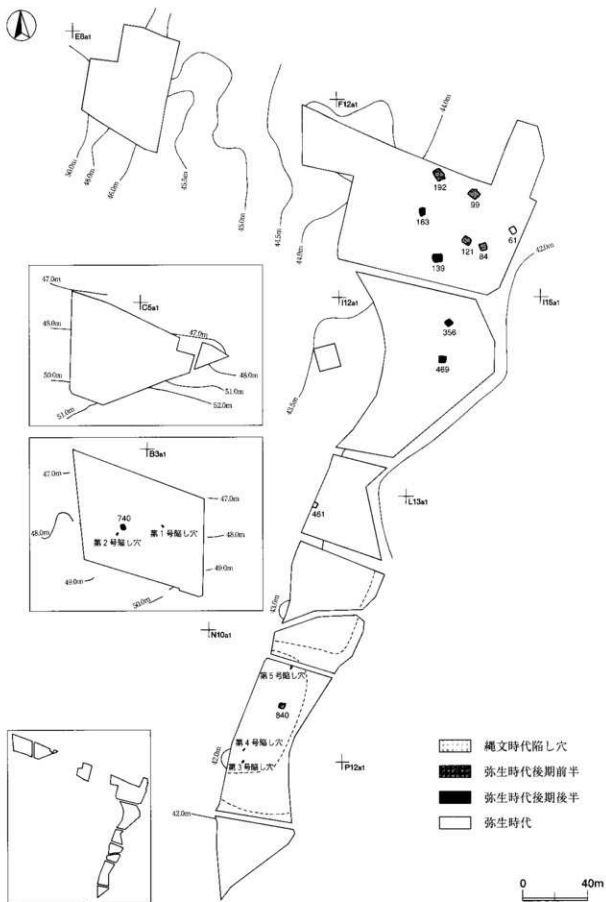 E8a1
50.0m
48.0m
46.0m
45.5m
45.0m
44.5m
44.0m
F12a1
44.0m
192
99
163
61
121
84
139
42.0m
I12a1
I15a1
43.5m
356
469
47.0m
C5a1
47.0m
48.0m
50.0m
51.0m
48.0m
51.0m
52.0m
B3a1
47.0m
47.0m
740
第1号陥し穴
第2号陥し穴
48.0m
48.0m
49.0m
49.0m
50.0m
461
L13a1
43.0m
N10a1
第5号陥し穴
840
第4号陥し穴
42.0m
第3号陥し穴
P12a1
42.0m
縄文時代陥し穴
弥生時代後期前半
弥生時代後期後半
弥生時代
0 40m